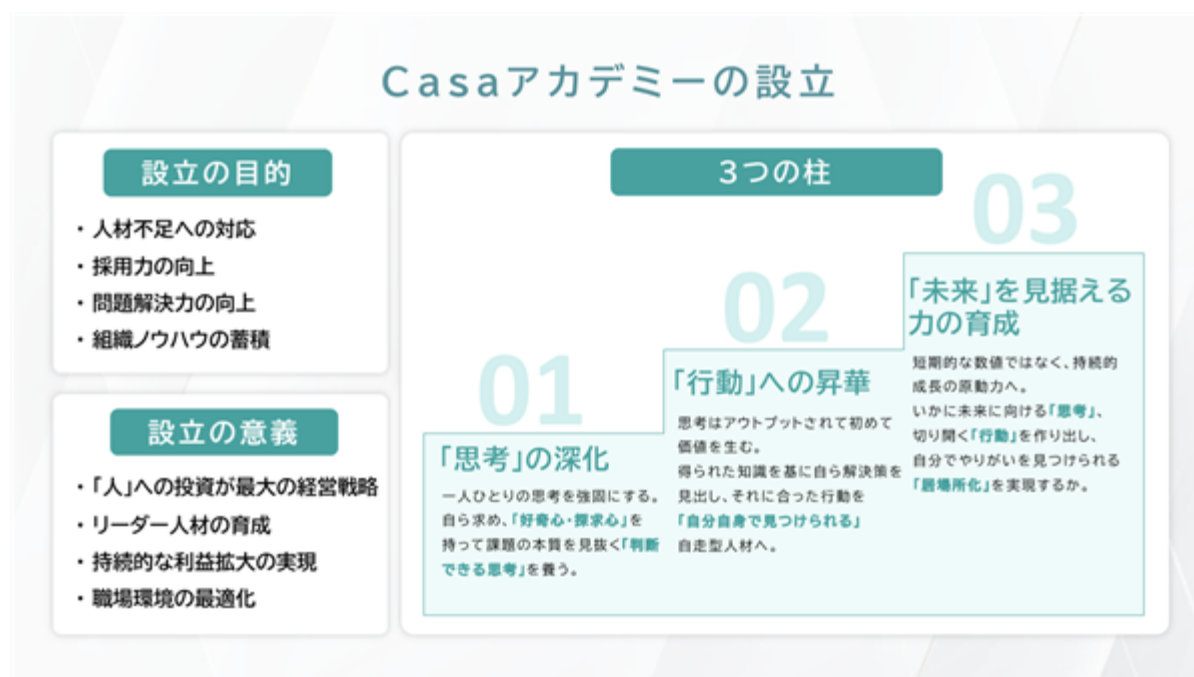 Casaアカデミーの設立
設立の目的
・人材不足への対応
・採用力の向上
・問題解決力の向上
・組織ノウハウの蓄積
設立の意義
・「人」への投資が最大の経営戦略
・リーダー人材の育成
・持続的な利益拡大の実現
・職場環境の最適化
3つの柱
01
「思考」の深化
一人ひとりの思考を強固にする。
自ら求め、「好奇心・探求心」を
持って課題の本質を見抜く「判断
できる思考」を養う。
02
「行動」への昇華
思考はアウトプットされて初めて
価値を生む。
得られた知識を基に自ら解決策を
見出し、それに合った行動を
「自分自身で見つけられる」
自走型人材へ。
03
「未来」を見据える
力の育成
短期的な数値ではなく、持続的
成長の原動力へ。
いかに未来に向ける「思考」、
切り開く「行動」を作り出し、
自分でやりがいを見つけられる
「居場所化」を実現するか。